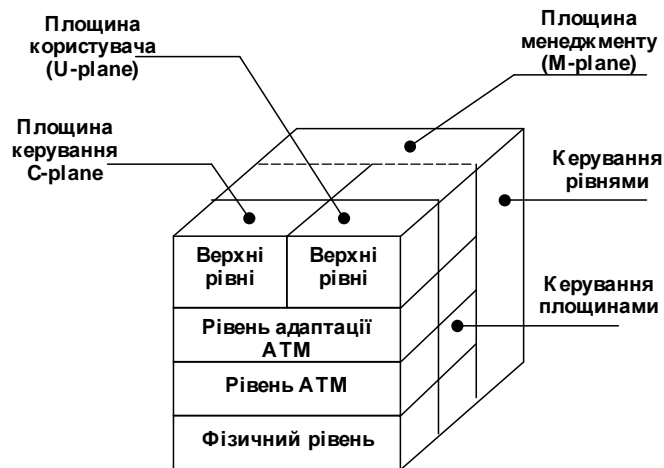 Площина
користувача
(U-plane)
Площина
менеджменту
(M-plane)
Площина
керування
C-plane
Керування
рівнями
Верхні
рівні
Верхні
рівні
Керування
площинами
Рівень адаптації
АТМ
Рівень АТМ
Фізичний рівень